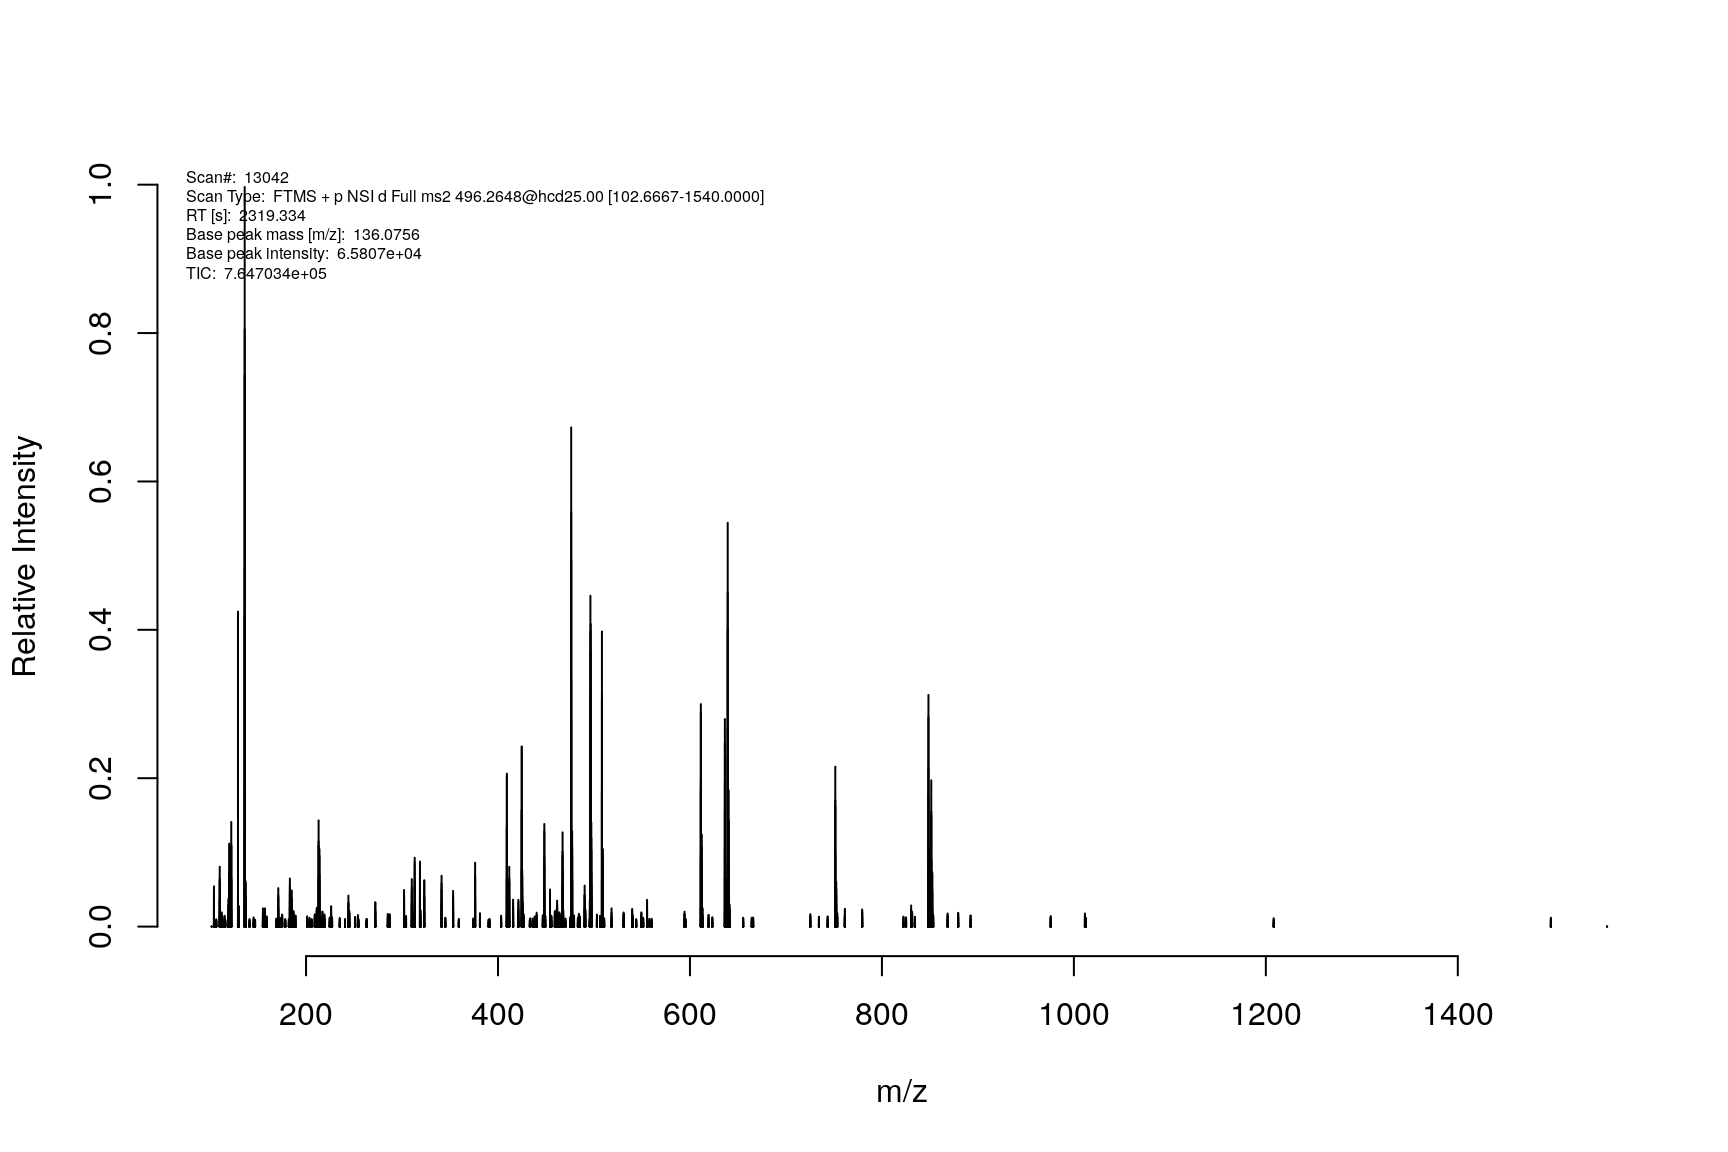 Scan#: 13042
Scan Type: FTMS + p NSI d Full ms2 496.2648@hcd25.00 [102.6667-1540.0000]
RT [s]: 2319.334
Base peak mass [m/z]: 136.0756
Base peak intensity: 6.5807e+04
TIC: 7.647034e+05
Relative Intensity
1.0
0.8
0.6
0.4
0.2
0.0
200 400 600 800 1000 1200 1400
m/z